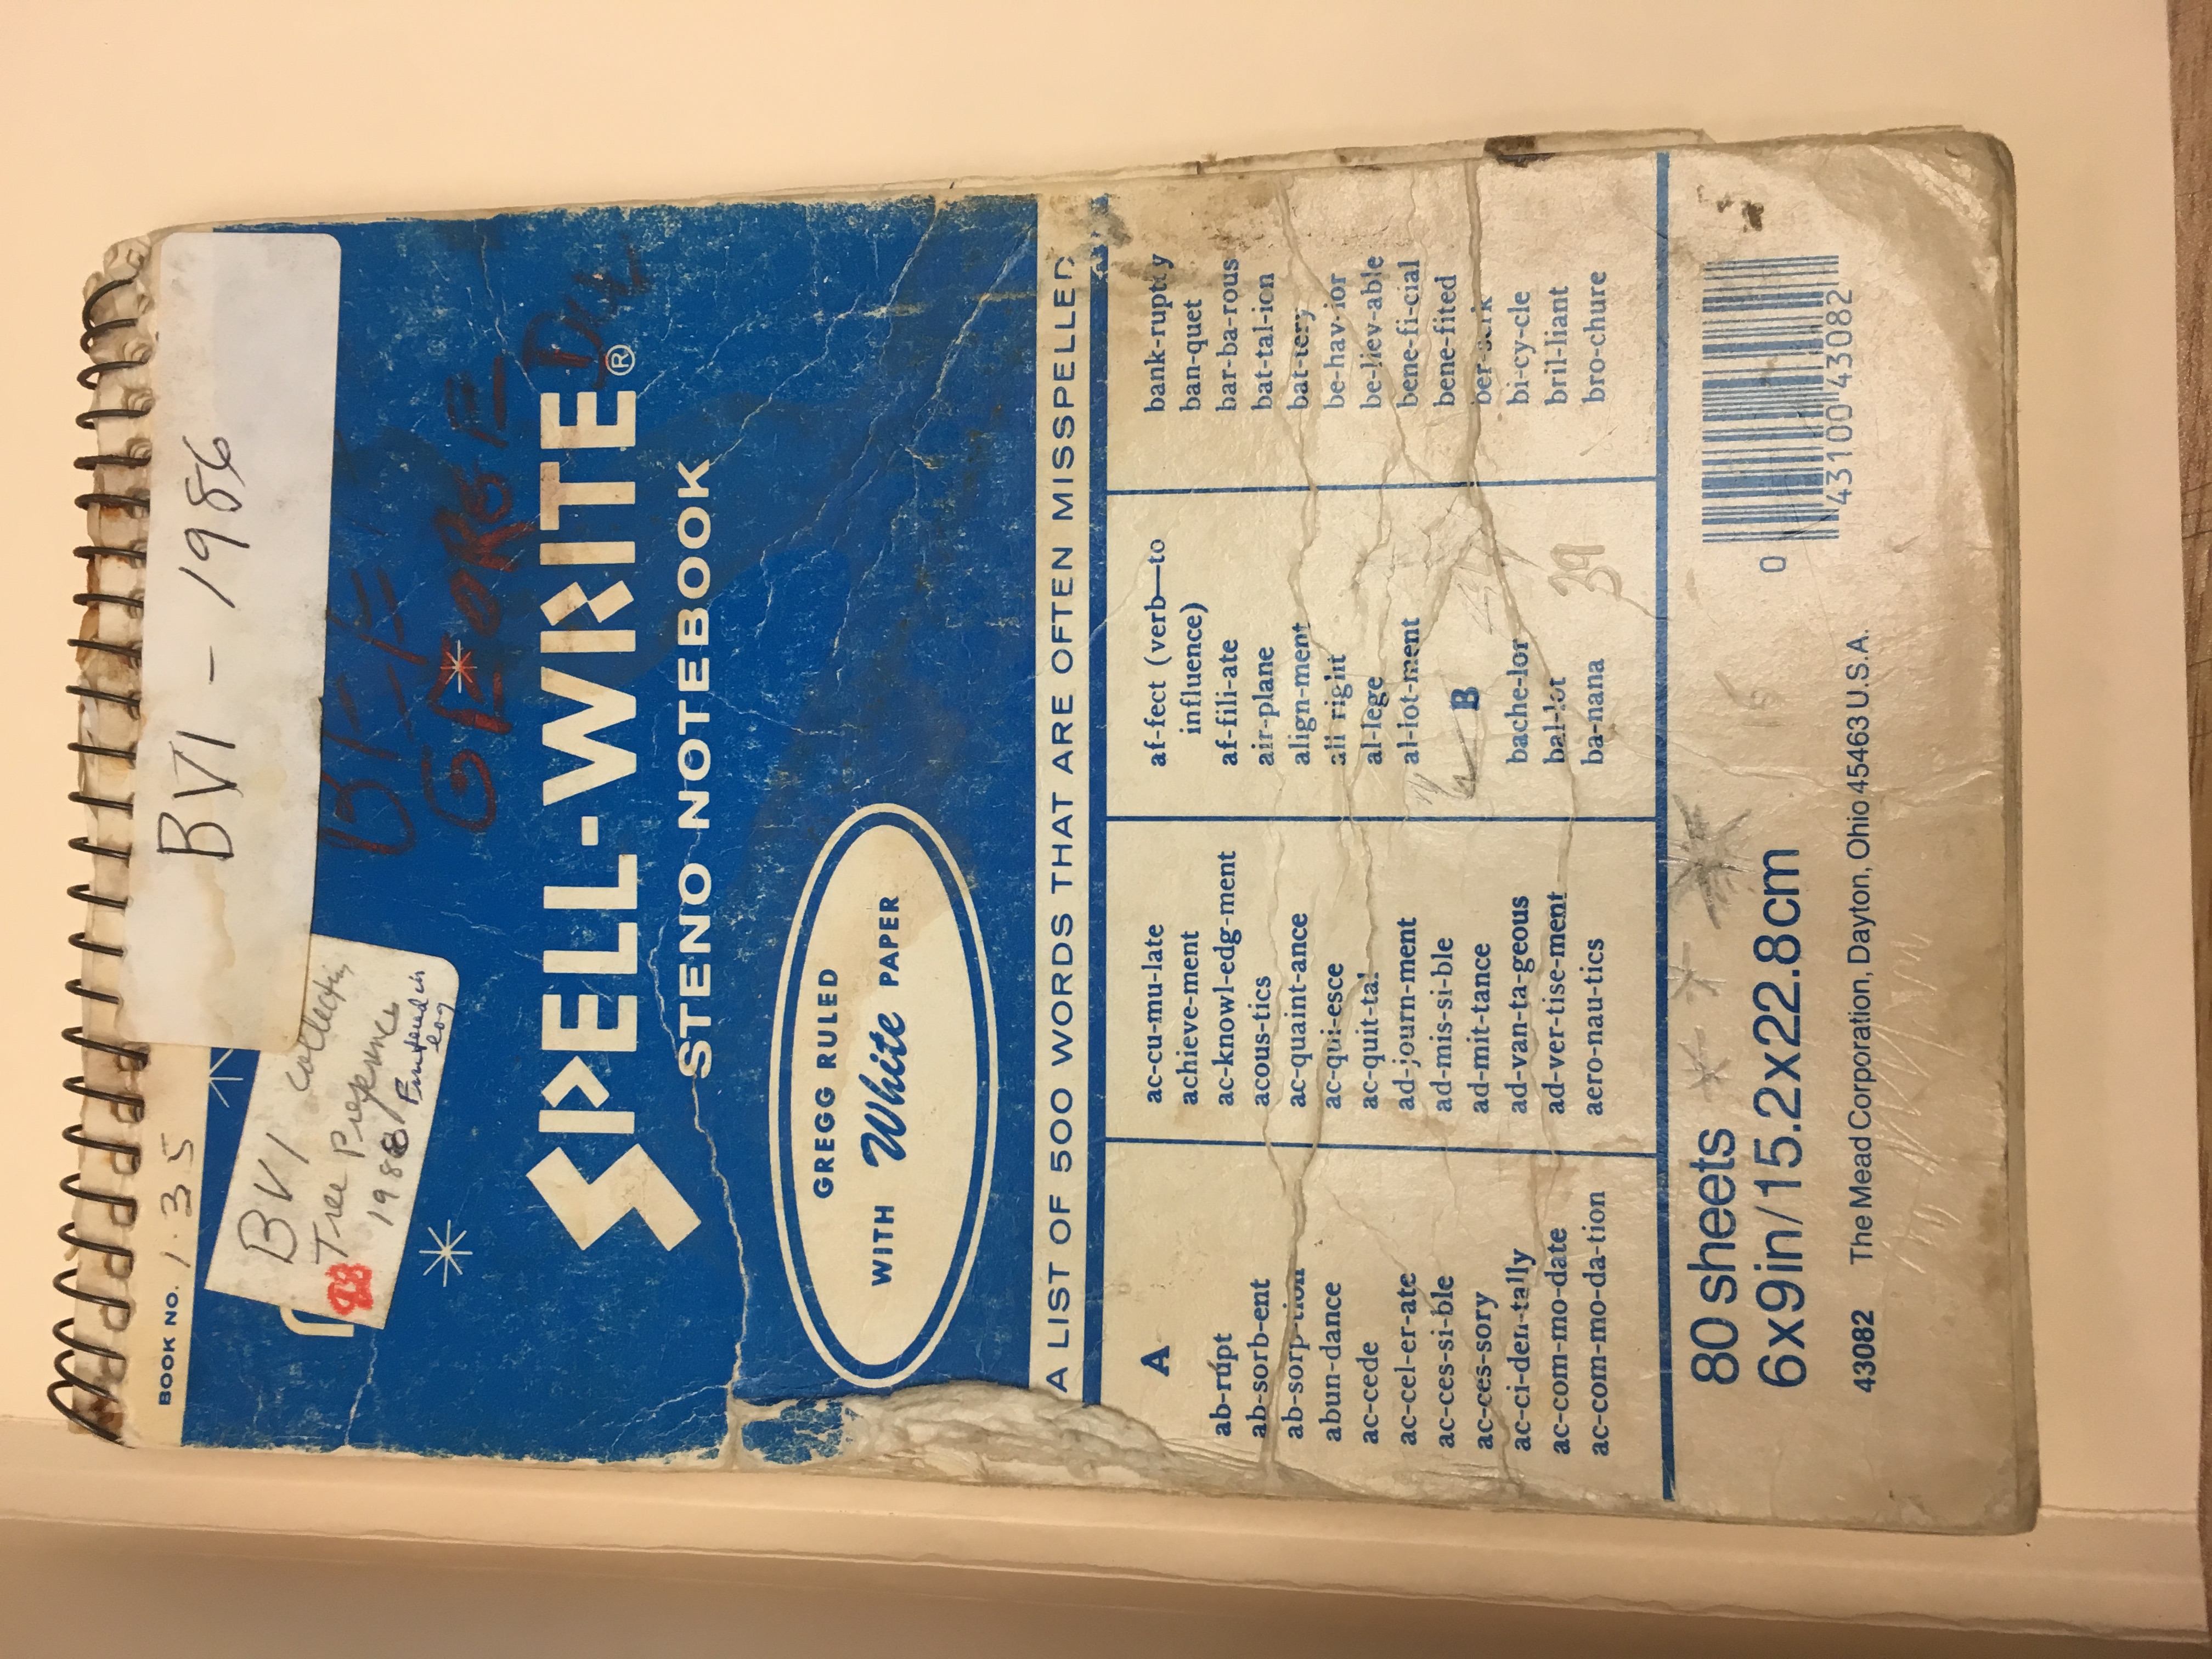 BOOK NO. 1.35
BVI - 1986
BVI collectin
Tree Preference
88
1988 Entered in
log
GEORGE
SPELL-WRITE®
STENO NOTEBOOK
GREGG RULED
WITH White PAPER
A LIST OF 500 WORDS THAT ARE OFTEN MISSPELLED
A
ab-rupt
ab-sorb-ent
ab-sorp-tion
abun-dance
ac-cede
ac-cel-er-ate
ac-ces-si-ble
ac-ces-sory
ac-ci-den-tally
ac-com-mo-date
ac-com-mo-da-tion
ac-cu-mu-late
achieve-ment
ac-knowl-edg-ment
acous-tics
ac-quaint-ance
ac-qui-esce
ac-quit-tal
ad-journ-ment
ad-mis-si-ble
ad-mit-tance
ad-van-ta-geous
ad-ver-tise-ment
aero-nau-tics
af-fect (verb—to
influence)
af-fili-ate
air-plane
align-ment
all right
al-lege
al-lot-ment
B
bache-lor
bal-lot
ba-nana
39
bank-ruptcy
ban-quet
bar-ba-rous
bat-tal-ion
bat-tery
be-hav-ior
be-liev-able
bene-fi-cial
bene-fited
ber-serk
bi-cy-cle
bril-liant
bro-chure
80 sheets
6x9in/15.2x22.8cm
43082 The Mead Corporation, Dayton, Ohio 45463 U.S.A.
0 43100 43082